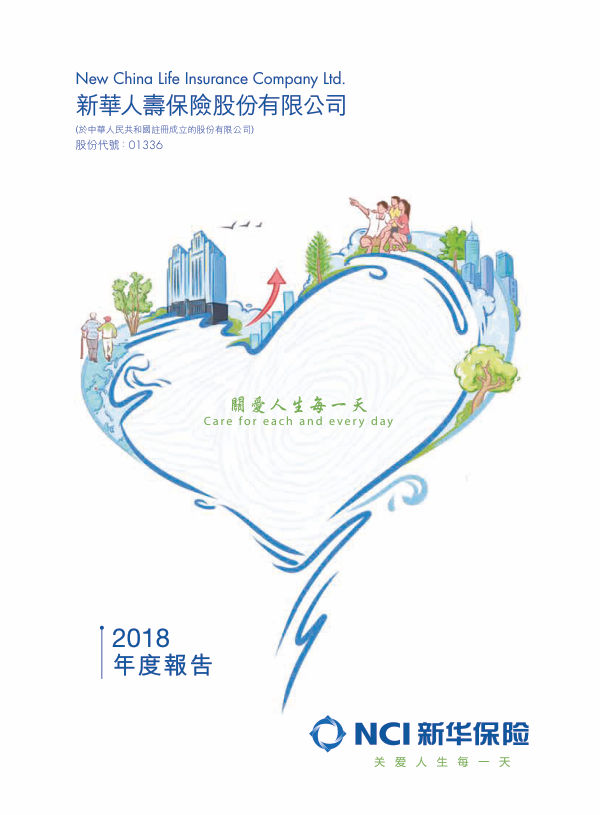 New China Life Insurance Company Ltd.
新華人壽保險股份有限公司
(於中華人民共和國註冊成立的股份有限公司)
股份代號：01336
關愛人生每一天
Care for each and every day
2018
年度報告
NCI 新华保险
关爱人生每一天